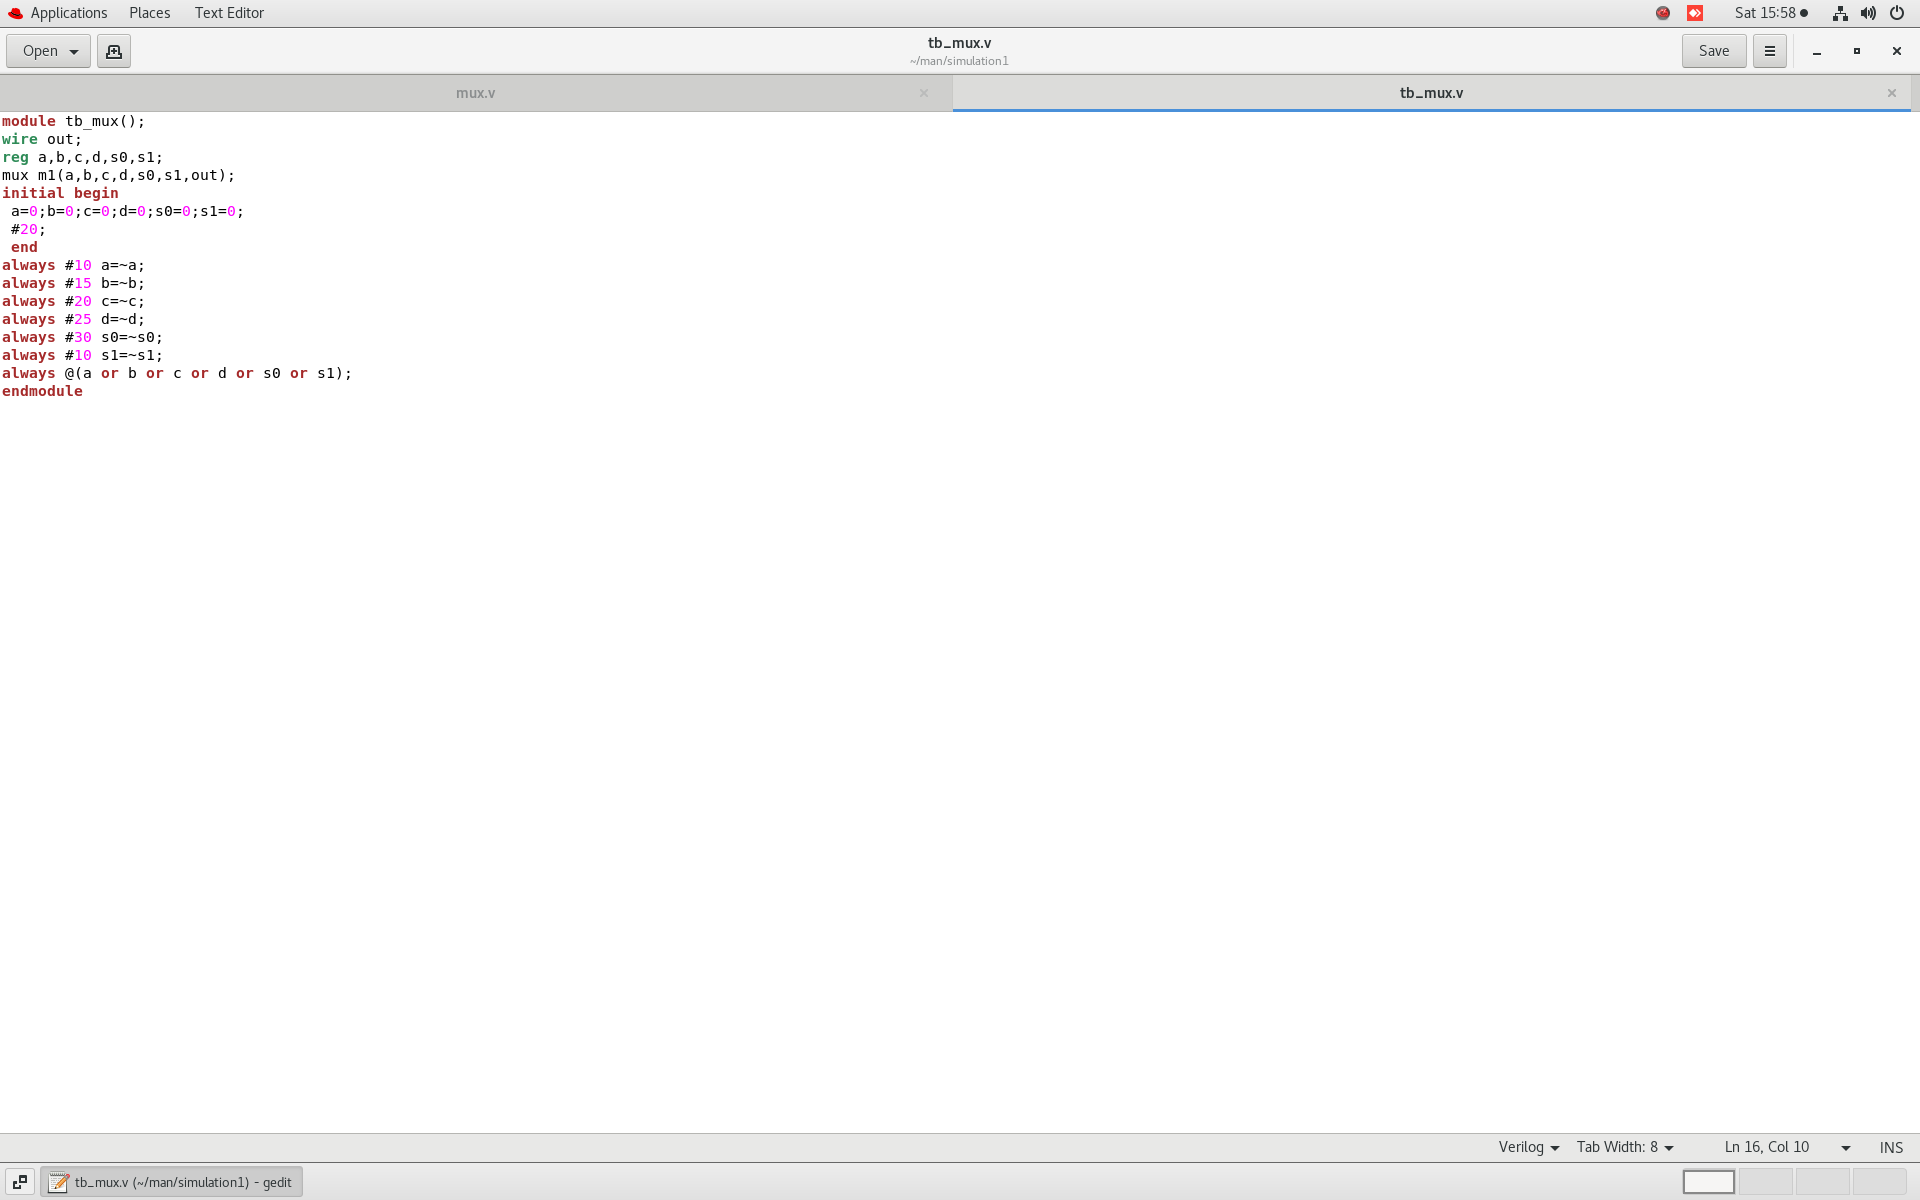 Applications Places Text Editor Sat 15:58
Open tb_mux.v Save
~/man/simulation1
mux.v tb_mux.v
module tb_mux();
wire out;
reg a,b,c,d,s0,s1;
mux m1(a,b,c,d,s0,s1,out);
initial begin
 a=0;b=0;c=0;d=0;s0=0;s1=0;
 #20;
 end
always #10 a=~a;
always #15 b=~b;
always #20 c=~c;
always #25 d=~d;
always #30 s0=~s0;
always #10 s1=~s1;
always @(a or b or c or d or s0 or s1);
endmodule
Verilog Tab Width: 8 Ln 16, Col 10 INS
tb_mux.v (~/man/simulation1) - gedit